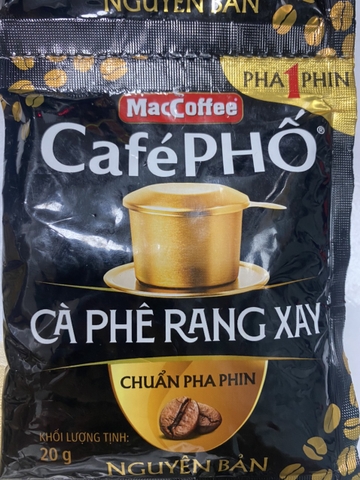 NGUYÊN BẢN
PHA 1 PHIN
MacCoffee
CaféPHỐ®
CÀ PHÊ RANG XAY
CHUẨN PHA PHIN
KHỐI LƯỢNG TỊNH:
20 g
NGUYÊN BẢN